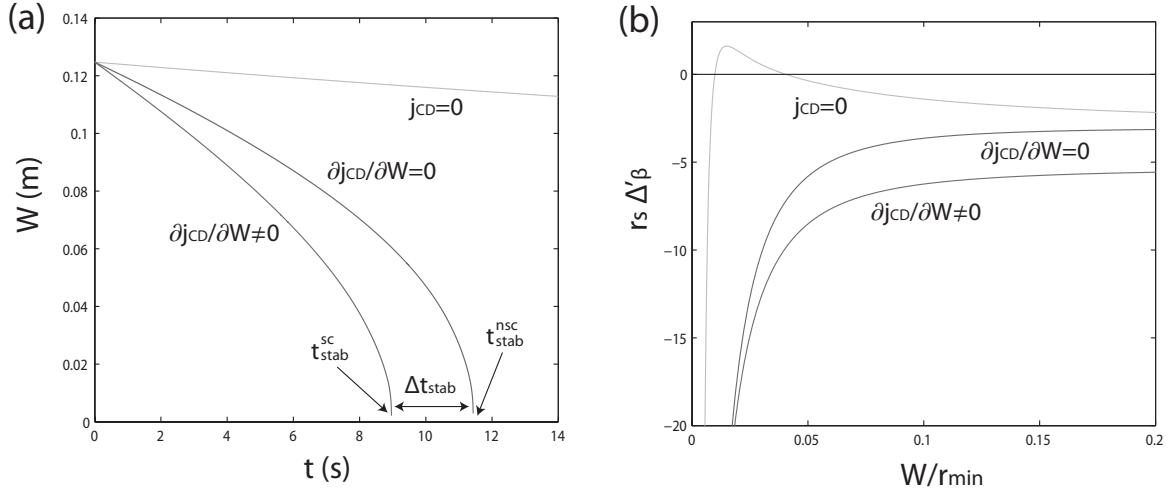 (a)
0.14
0.12
0.1
0.08
0.06
0.04
0.02
0
W (m)
jCD=0
∂jCD/∂W=0
∂jCD/∂W≠0
t^sc_stab
t^nsc_stab
Δtstab
0 2 4 6 8 10 12 14
t (s)
(b)
0
−5
−10
−15
−20
rs Δ'β
jCD=0
∂jCD/∂W=0
∂jCD/∂W≠0
0 0.05 0.1 0.15 0.2
W/rmin